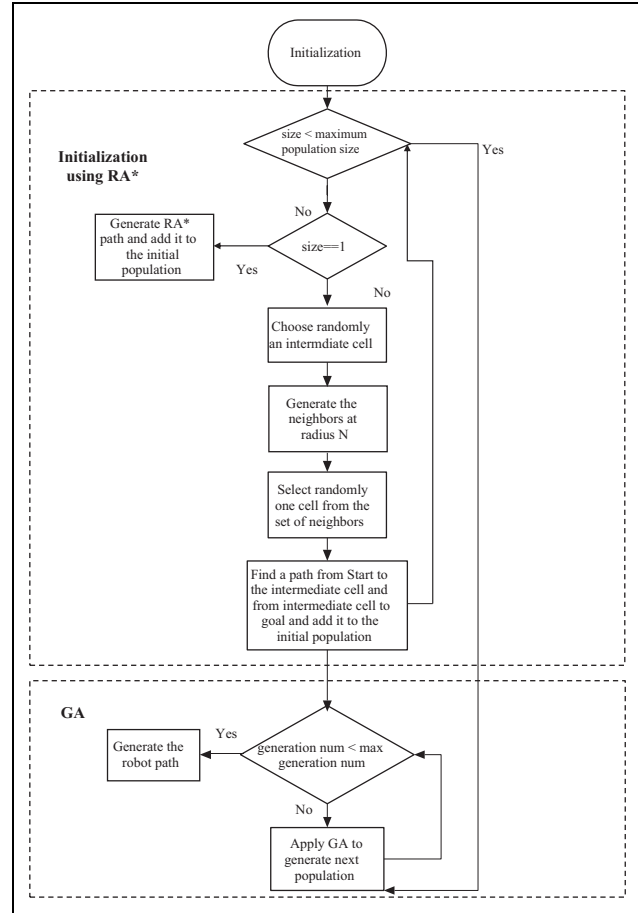 Initialization
size < maximum
population size
Yes
Initialization
using RA*
No
Generate RA*
path and add it to
the initial
population
Yes
size==1
No
Choose randomly
an intermdiate cell
Generate the
neighbors at
radius N
Select randomly
one cell from the
set of neighbors
Find a path from Start to
the intermediate cell and
from intermediate cell to
goal and add it to the
initial population
GA
Yes
Generate the
robot path
generation num < max
generation num
No
Apply GA to
generate next
population